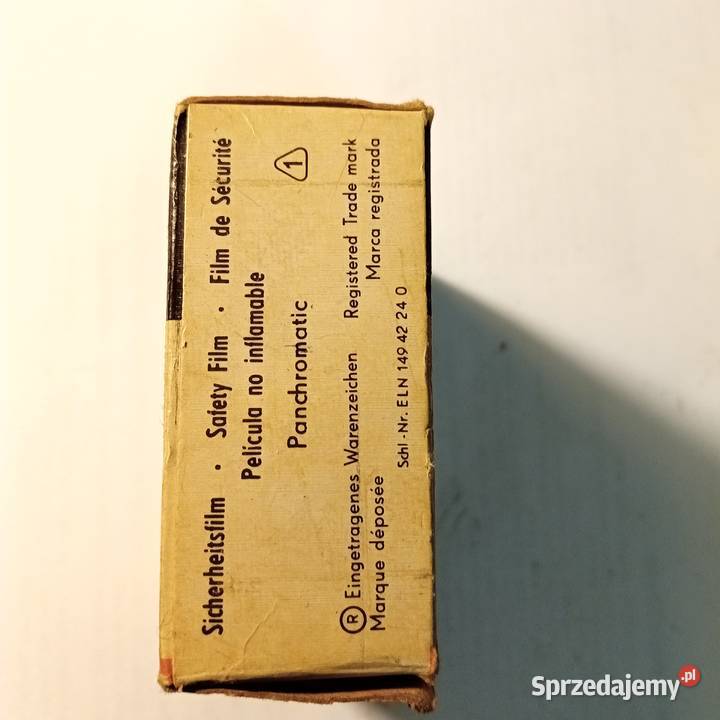 Sicherheitsfilm · Safety Film · Film de Sécurité
Pelicula no inflamable
Panchromatic
1
® Eingetragenes Warenzeichen Registered Trade mark
Marque déposée Marca registrada
Schl-Nr. ELN 149 42 24 0
Sprzedajemy.pl